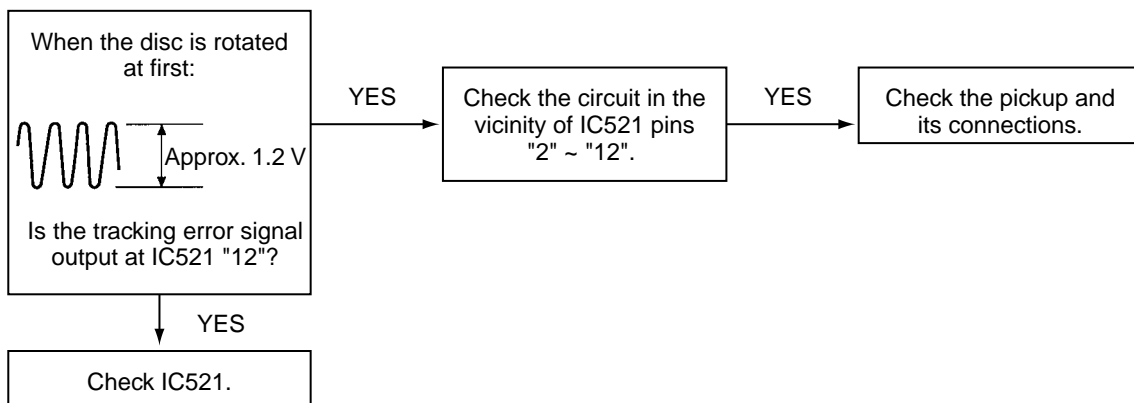 When the disc is rotated
at first:
Approx. 1.2 V
Is the tracking error signal
output at IC521 "12"?
YES
Check the circuit in the
vicinity of IC521 pins
"2" ~ "12".
YES
Check the pickup and
its connections.
YES
Check IC521.